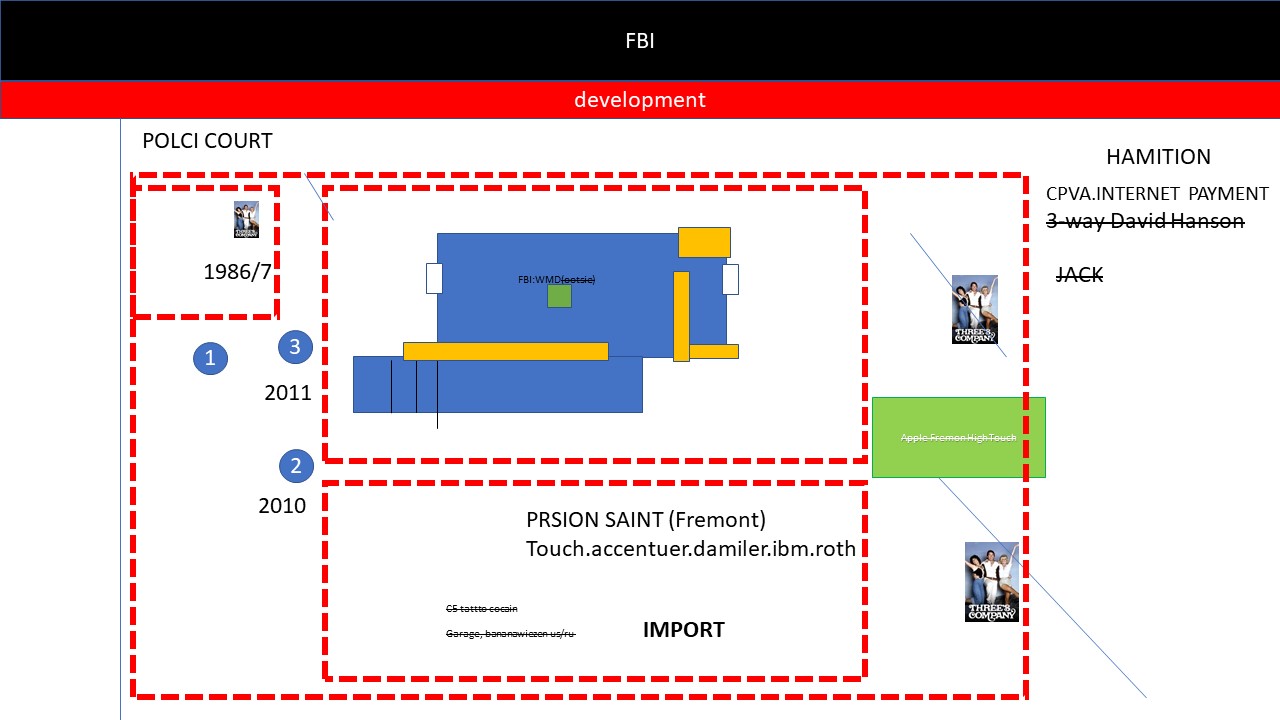 FBI
development
POLCI COURT
HAMITION
CPVA.INTERNET PAYMENT
3-way David Hanson
THREE'S
COMPANY
1986/7
JACK
FBI:WMD(ootsie)
THREE'S
COMPANY
3
1
2011
Apple Fremon HighTouch
2
2010
PRSION SAINT (Fremont)
Touch.accentuer.damiler.ibm.roth
THREE'S
COMPANY
C5 tattto cocain
Garage, bananawiezen us/ru
IMPORT